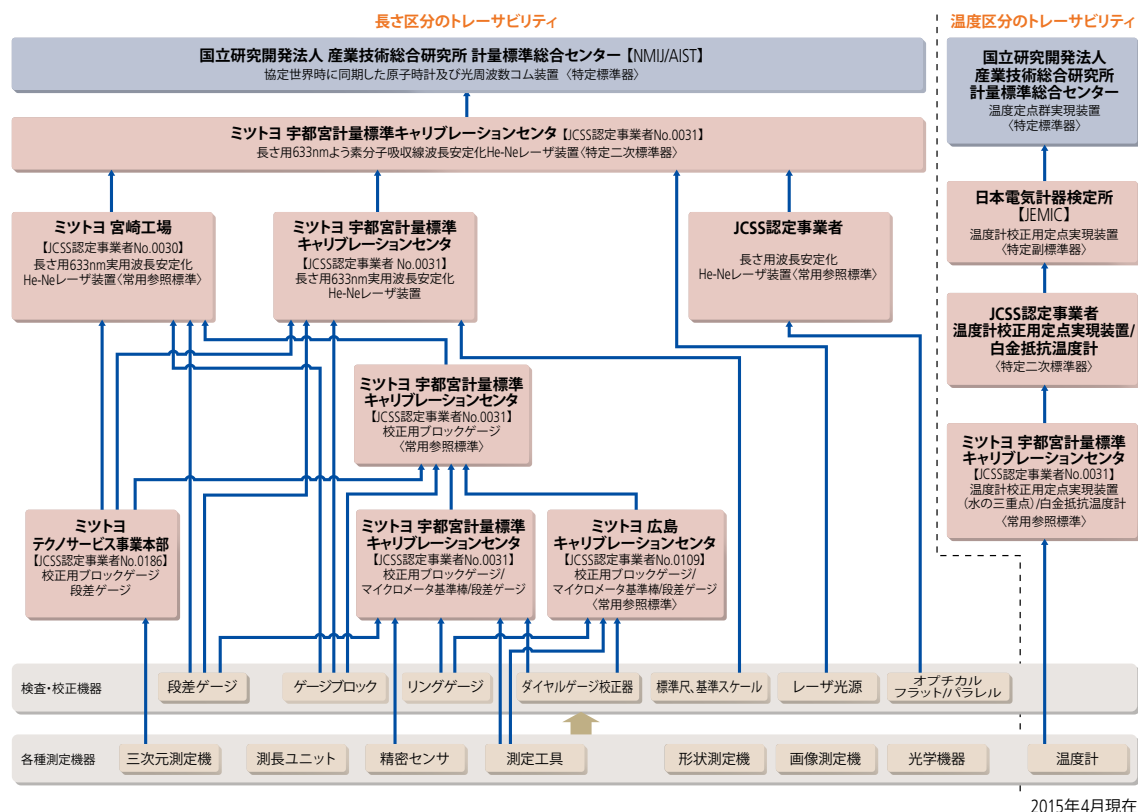 長さ区分のトレーサビリティ
国立研究開発法人 産業技術総合研究所 計量標準総合センター【NMIJ/AIST】
協定世界時に同期した原子時計及び光周波数コム装置〈特定標準器〉
ミツトヨ 宇都宮計量標準キャリブレーションセンタ【JCSS認定事業者No.0031】
長さ用633nmよう素分子吸収線波長安定化He-Neレーザ装置〈特定二次標準器〉
ミツトヨ 宮崎工場
【JCSS認定事業者No.0030】
長さ用633nm実用波長安定化
He-Neレーザ装置〈常用参照標準〉
ミツトヨ 宇都宮計量標準
キャリブレーションセンタ
【JCSS認定事業者 No.0031】
長さ用633nm実用波長安定化
He-Neレーザ装置
JCSS認定事業者
長さ用波長安定化
He-Neレーザ装置〈常用参照標準〉
ミツトヨ 宇都宮計量標準
キャリブレーションセンタ
【JCSS認定事業者No.0031】
校正用ブロックゲージ
〈常用参照標準〉
ミツトヨ
テクノサービス事業本部
【JCSS認定事業者No.0186】
校正用ブロックゲージ
段差ゲージ
ミツトヨ 宇都宮計量標準
キャリブレーションセンタ
【JCSS認定事業者No.0031】
校正用ブロックゲージ/
マイクロメータ基準棒/段差ゲージ
ミツトヨ 広島
キャリブレーションセンタ
【JCSS認定事業者No.0109】
校正用ブロックゲージ/
マイクロメータ基準棒/段差ゲージ
〈常用参照標準〉
温度区分のトレーサビリティ
国立研究開発法人
産業技術総合研究所
計量標準総合センター
温度定点群実現装置
〈特定標準器〉
日本電気計器検定所
【JEMIC】
温度計校正用定点実現装置
〈特定副標準器〉
JCSS認定事業者
温度計校正用定点実現装置/
白金抵抗温度計
〈特定二次標準器〉
ミツトヨ 宇都宮計量標準
キャリブレーションセンタ
【JCSS認定事業者No.0031】
温度計校正用定点実現装置
(水の三重点)/白金抵抗温度計
〈常用参照標準〉
検査・校正機器
段差ゲージ
ゲージブロック
リングゲージ
ダイヤルゲージ校正器
標準尺、基準スケール
レーザ光源
オプチカル
フラット/パラレル
各種測定機器
三次元測定機
測長ユニット
精密センサ
測定工具
形状測定機
画像測定機
光学機器
温度計
2015年4月現在